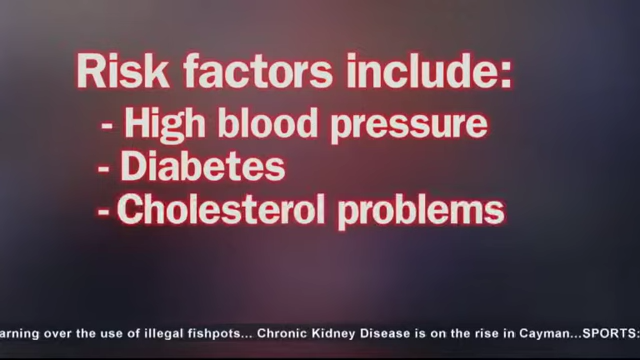 Risk factors include:
- High blood pressure
- Diabetes
- Cholesterol problems
arning over the use of illegal fishpots... Chronic Kidney Disease is on the rise in Cayman...SPORTS: